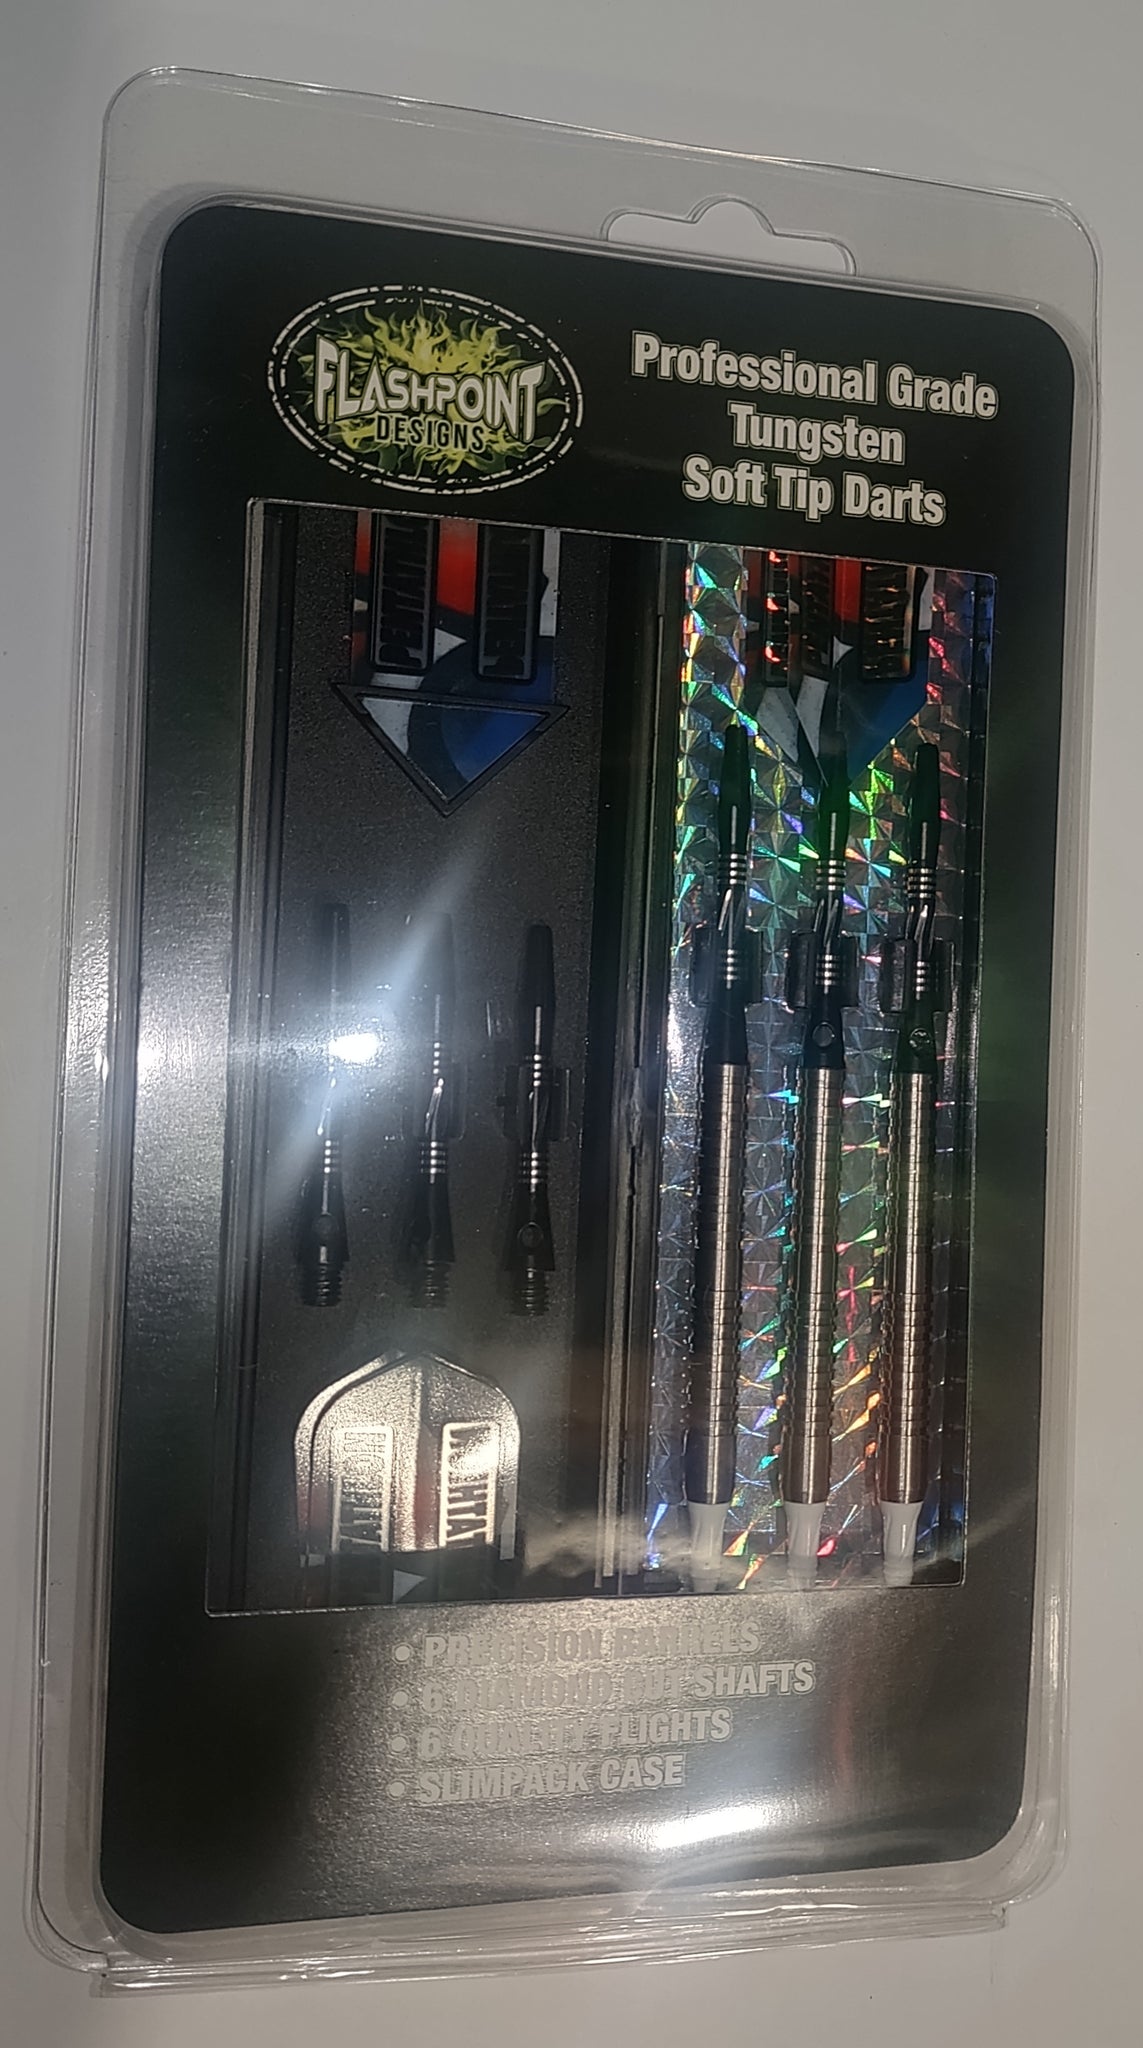 FLASHPOINT
DESIGNS
Professional Grade
Tungsten
Soft Tip Darts
• PRECISION BARRELS
• 6 DIAMOND CUT SHAFTS
• 6 QUALITY FLIGHTS
• SLIMPACK CASE